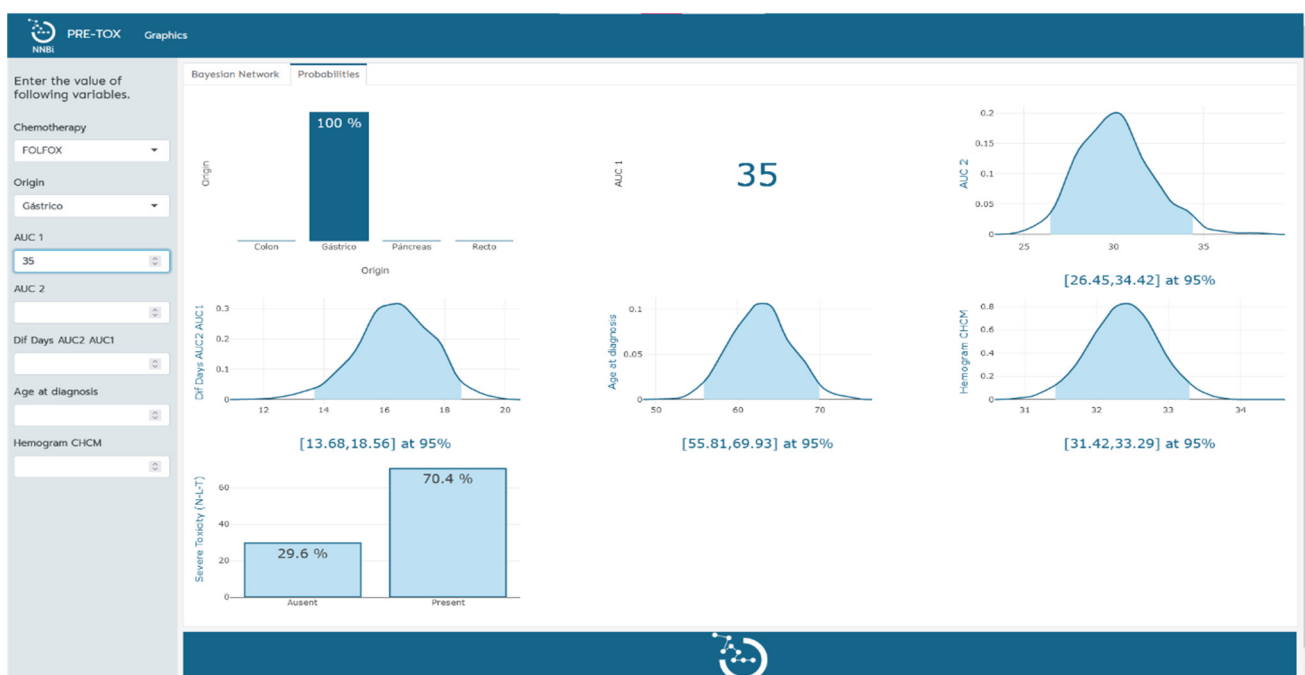 NNBi
PRE-TOX
Graphics
Enter the value of
following variables.
Chemotherapy
FOLFOX
Origin
Gástrico
AUC 1
35
AUC 2
Dif Days AUC2 AUC1
Age at diagnosis
Hemogram CHCM
Bayesian Network
Probabilities
Origin
100 %
Colon Gástrico Páncreas Recto
Origin
AUC 1
35
AUC 2
0.2
0.15
0.1
0.05
0
25 30 35
[26.45,34.42] at 95%
Dif Days AUC2 AUC1
0.3
0.2
0.1
0
12 14 16 18 20
[13.68,18.56] at 95%
Age at diagnosis
0.1
0.05
0
50 60 70
[55.81,69.93] at 95%
Hemogram CHCM
0.8
0.6
0.4
0.2
0
31 32 33 34
[31.42,33.29] at 95%
Severe Toxicity (N-L-T)
60
40
20
0
29.6 %
70.4 %
Ausent Present